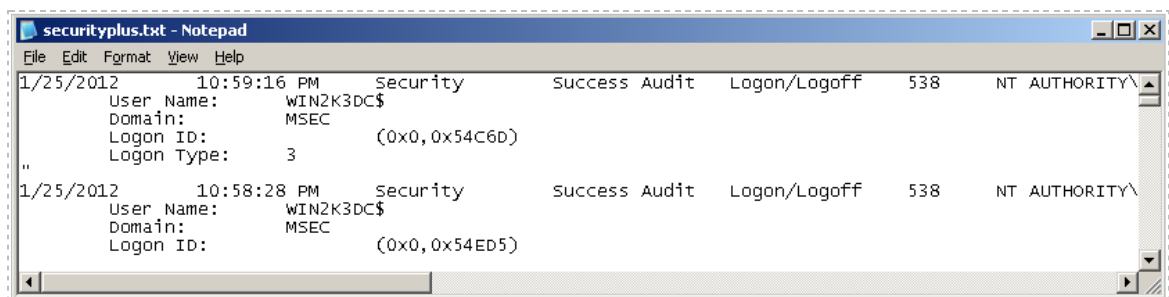 securityplus.txt - Notepad
File Edit Format View Help
1/25/2012 10:59:16 PM Security Success Audit Logon/Logoff 538 NT AUTHORITY\
User Name: WIN2K3DC$
Domain: MSEC
Logon ID: (0x0,0x54C6D)
Logon Type: 3
"
1/25/2012 10:58:28 PM Security Success Audit Logon/Logoff 538 NT AUTHORITY\
User Name: WIN2K3DC$
Domain: MSEC
Logon ID: (0x0,0x54ED5)